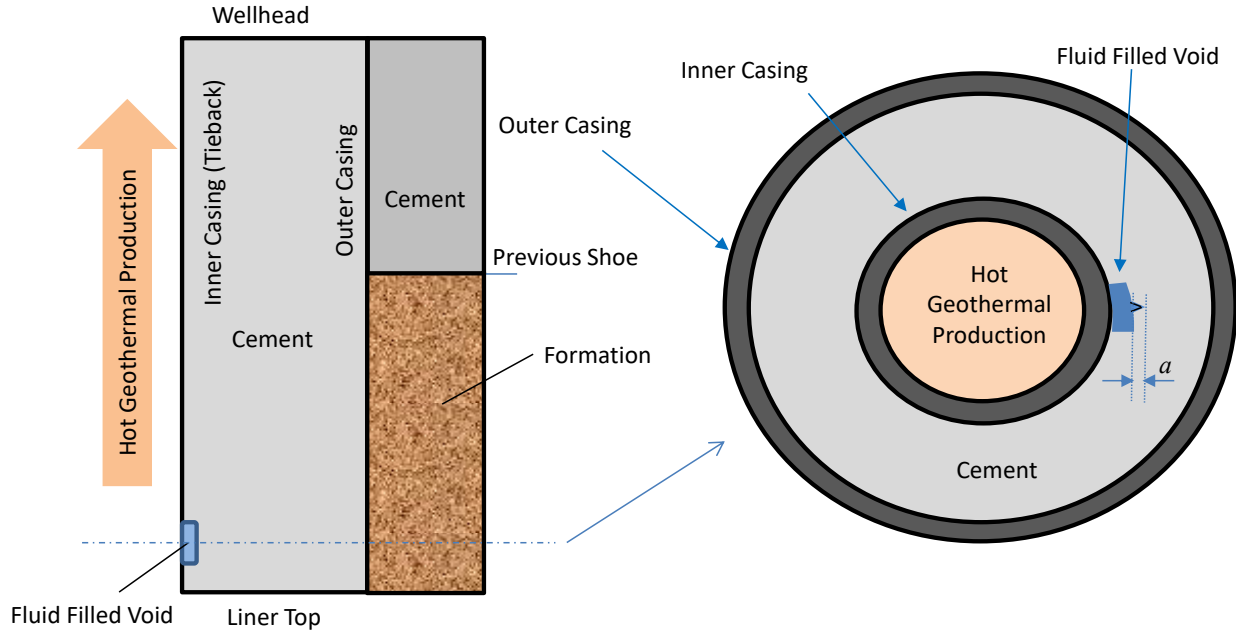 Wellhead
Hot Geothermal Production
Inner Casing (Tieback)
Outer Casing
Cement
Cement
Previous Shoe
Formation
Fluid Filled Void
Liner Top
Fluid Filled Void
Inner Casing
Outer Casing
Hot
Geothermal
Production
a
Cement